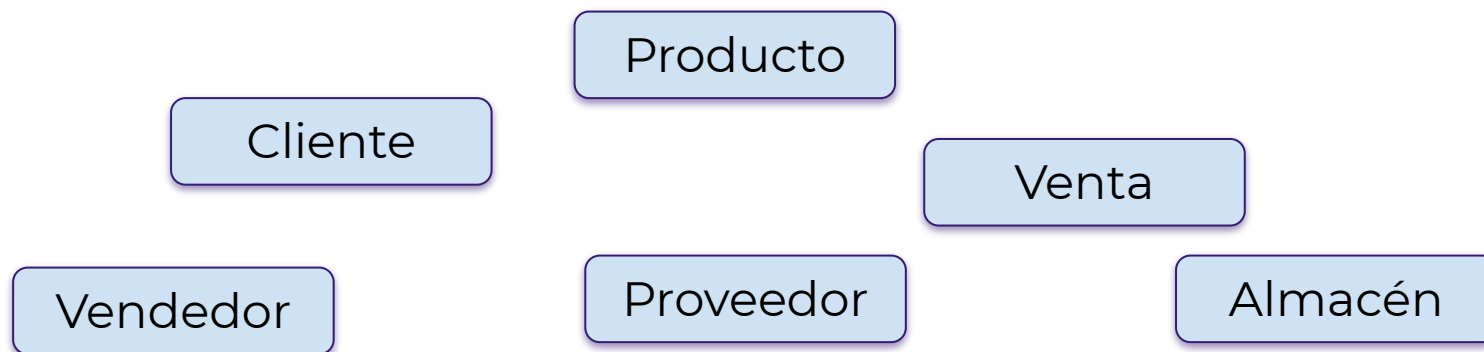 Producto
Cliente
Venta
Vendedor
Proveedor
Almacén